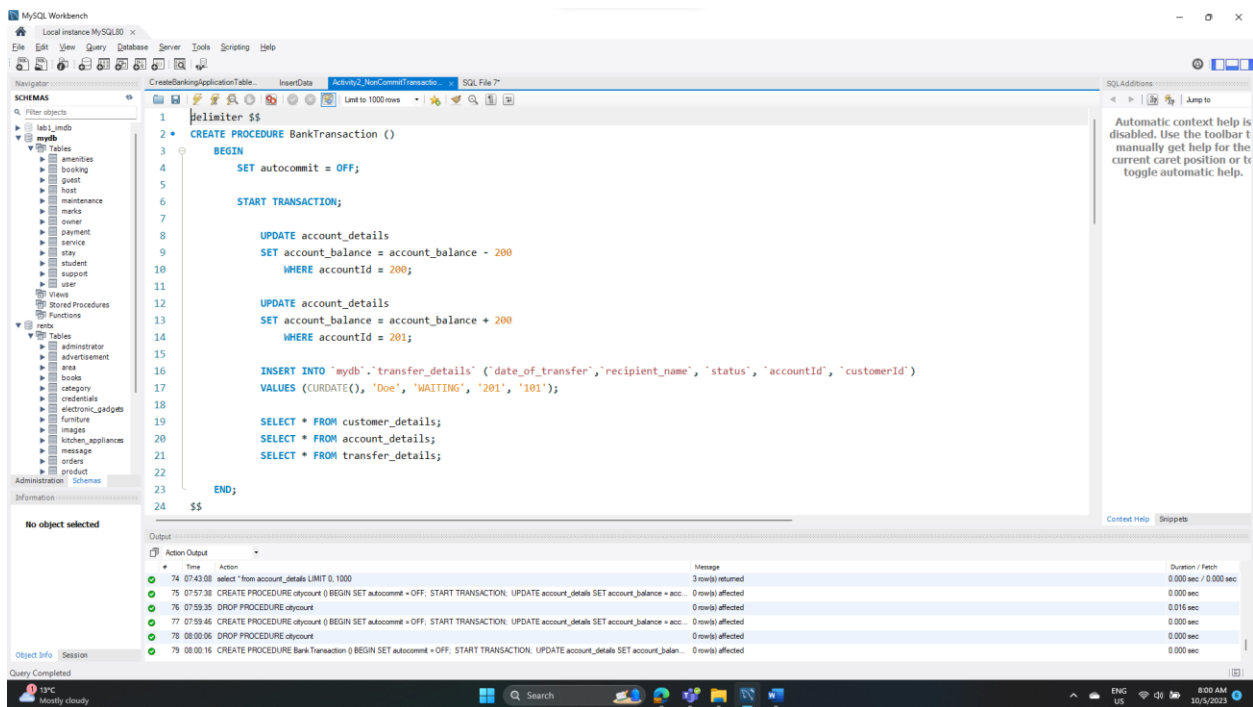 MySQL Workbench
Local instance MySQL80 ×
File Edit View Query Database Server Tools Scripting Help
Navigator
SCHEMAS
Filter objects
lab1_imdb
mydb
Tables
amenities
booking
guest
host
maintenance
marks
owner
payment
service
stay
student
support
user
Views
Stored Procedures
Functions
rentx
Tables
adminstrator
advertisement
area
books
category
credentials
electronic_gadgets
furniture
images
kitchen_appliances
message
orders
product
Administration Schemas
Information
No object selected
Object Info Session
CreateBankingApplicationTable... InsertData Activity2_NonCommitTransactio... × SQL File 7*
Limit to 1000 rows
1 delimiter $$
2 CREATE PROCEDURE BankTransaction ()
3 BEGIN
4 SET autocommit = OFF;
5
6 START TRANSACTION;
7
8 UPDATE account_details
9 SET account_balance = account_balance - 200
10 WHERE accountId = 200;
11
12 UPDATE account_details
13 SET account_balance = account_balance + 200
14 WHERE accountId = 201;
15
16 INSERT INTO `mydb`.`transfer_details` (`date_of_transfer`,`recipient_name`, `status`, `accountId`, `customerId`)
17 VALUES (CURDATE(), 'Doe', 'WAITING', '201', '101');
18
19 SELECT * FROM customer_details;
20 SELECT * FROM account_details;
21 SELECT * FROM transfer_details;
22
23 END;
24 $$
SQLAdditions
Jump to
Automatic context help is
disabled. Use the toolbar t
manually get help for the
current caret position or to
toggle automatic help.
Context Help Snippets
Output
Action Output
# Time Action Message Duration / Fetch
74 07:43:08 select * from account_details LIMIT 0, 1000 3 row(s) returned 0.000 sec / 0.000 sec
75 07:57:38 CREATE PROCEDURE citycount () BEGIN SET autocommit = OFF; START TRANSACTION; UPDATE account_details SET account_balance = acc... 0 row(s) affected 0.000 sec
76 07:59:35 DROP PROCEDURE citycount 0 row(s) affected 0.016 sec
77 07:59:46 CREATE PROCEDURE citycount () BEGIN SET autocommit = OFF; START TRANSACTION; UPDATE account_details SET account_balance = acc... 0 row(s) affected 0.000 sec
78 08:00:06 DROP PROCEDURE citycount 0 row(s) affected 0.000 sec
79 08:00:16 CREATE PROCEDURE BankTransaction () BEGIN SET autocommit = OFF; START TRANSACTION; UPDATE account_details SET account_balan... 0 row(s) affected 0.000 sec
Query Completed
1
13°C
Mostly cloudy
Search
ENG
US
8:00 AM
10/5/2023